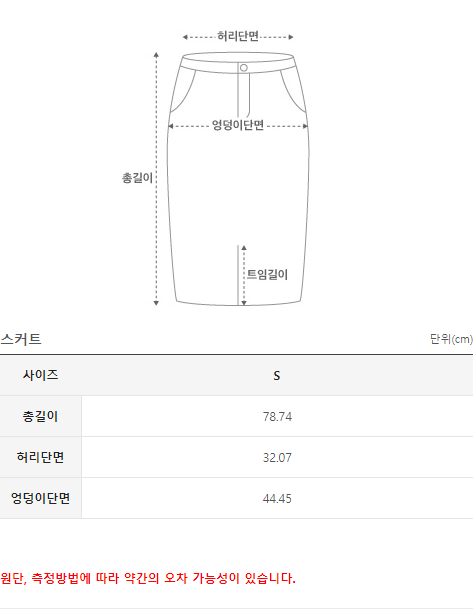 허리단면
엉덩이단면
총길이
트임길이
스커트 단위(cm)
사이즈 S
총길이 78.74
허리단면 32.07
엉덩이단면 44.45
원단, 측정방법에 따라 약간의 오차 가능성이 있습니다.